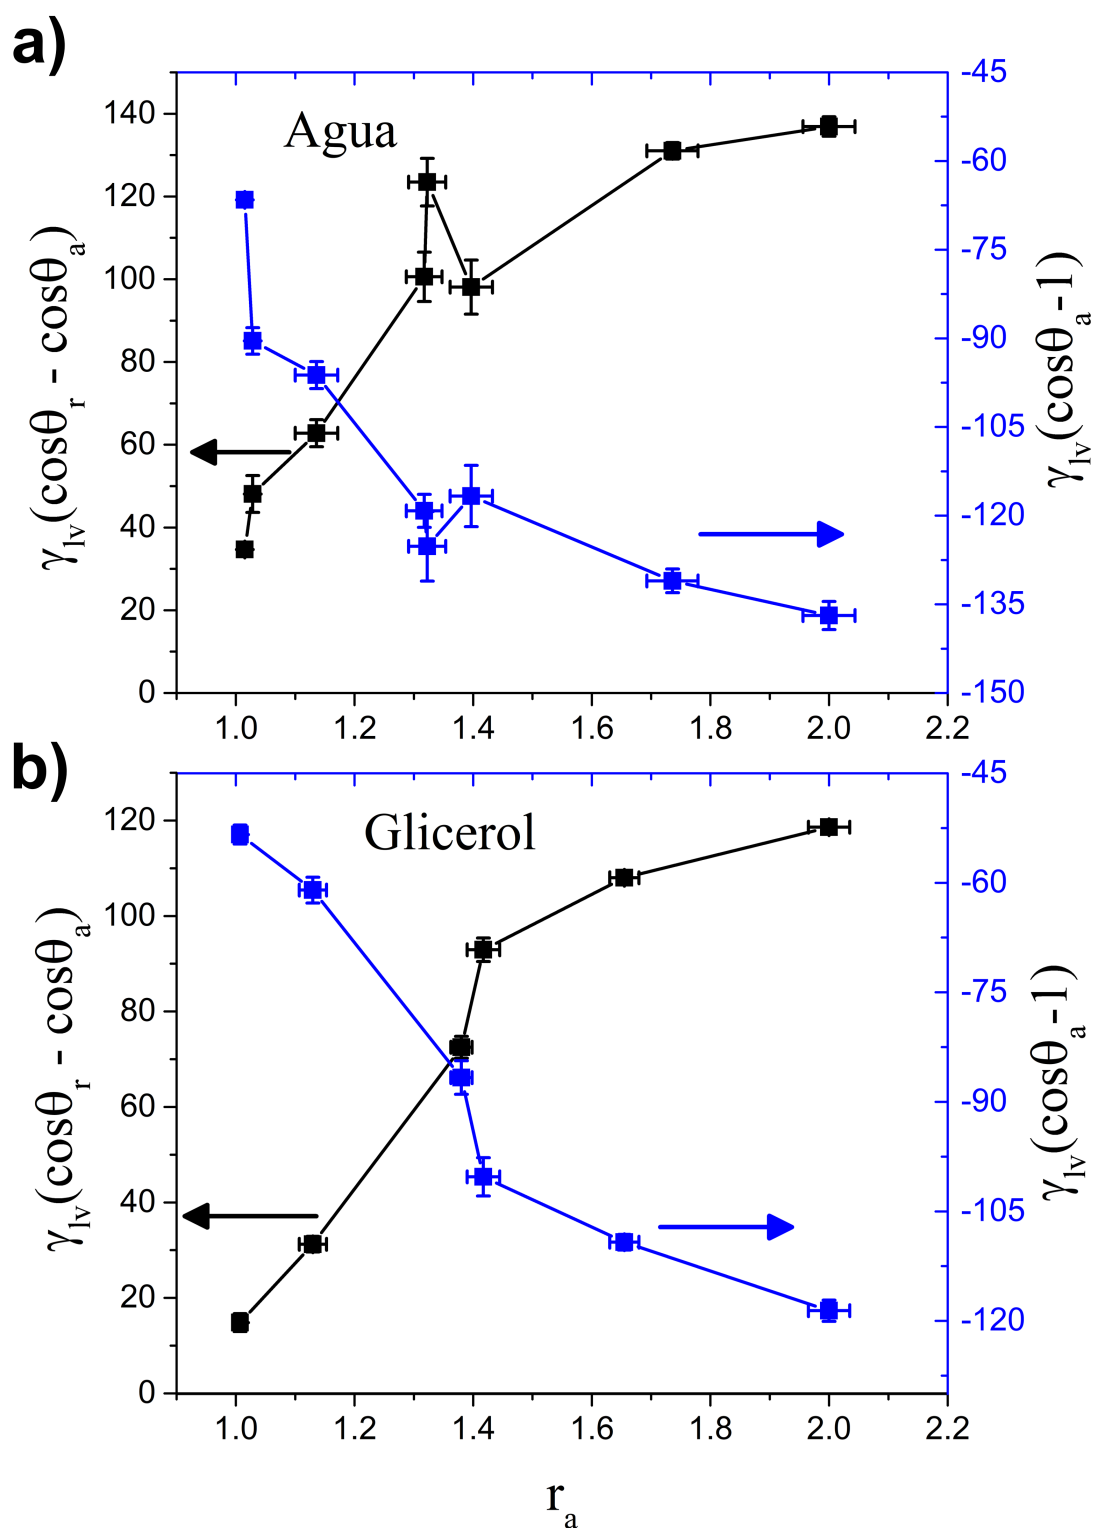 a)
Agua
γlv(cosθr - cosθa)
140
120
100
80
60
40
20
0
-45
-60
-75
-90
-105
-120
-135
-150
γlv(cosθa -1)
1.0 1.2 1.4 1.6 1.8 2.0 2.2
b)
Glicerol
γlv(cosθr - cosθa)
120
100
80
60
40
20
0
-45
-60
-75
-90
-105
-120
γlv(cosθa -1)
1.0 1.2 1.4 1.6 1.8 2.0 2.2
ra